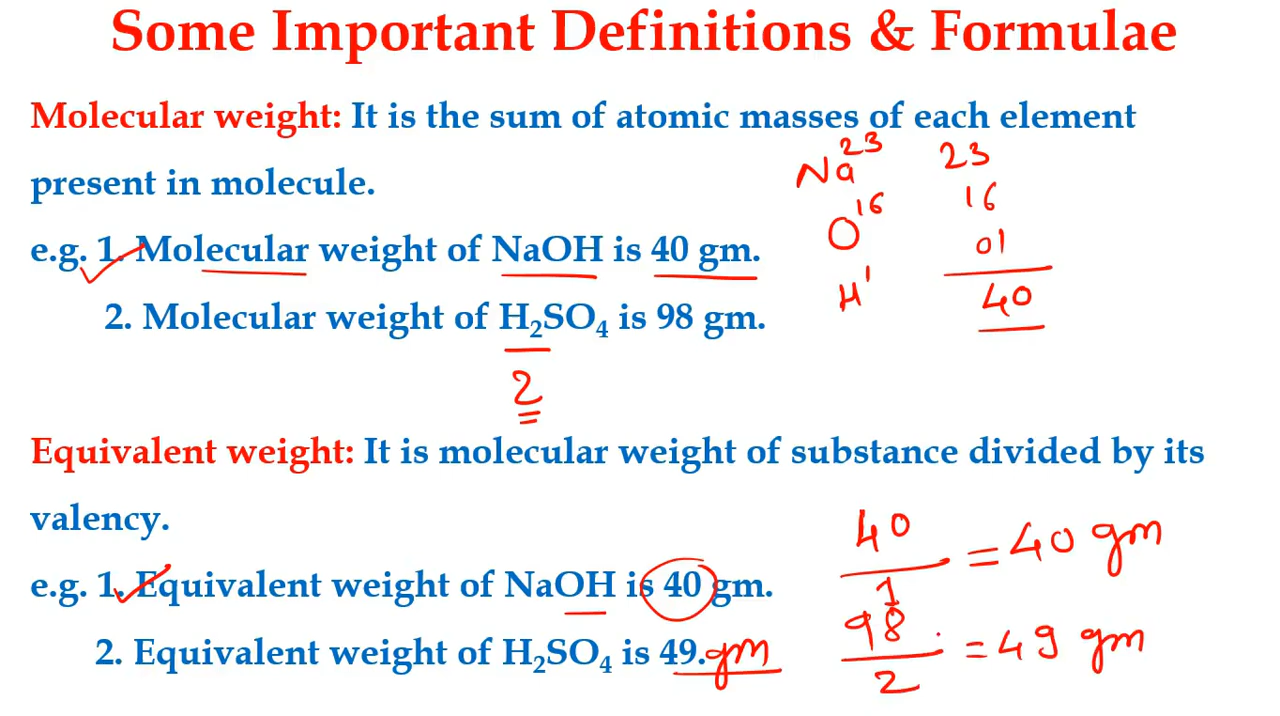 Some Important Definitions & Formulae
Molecular weight: It is the sum of atomic masses of each element
present in molecule.
Na²³ 23
O¹⁶ 16
H¹ 01
40
e.g. 1. Molecular weight of NaOH is 40 gm.
2. Molecular weight of H₂SO₄ is 98 gm.
2
Equivalent weight: It is molecular weight of substance divided by its
valency.
40/1 = 40 gm
e.g. 1. Equivalent weight of NaOH is 40 gm.
2. Equivalent weight of H₂SO₄ is 49. gm
98/2 = 49 gm